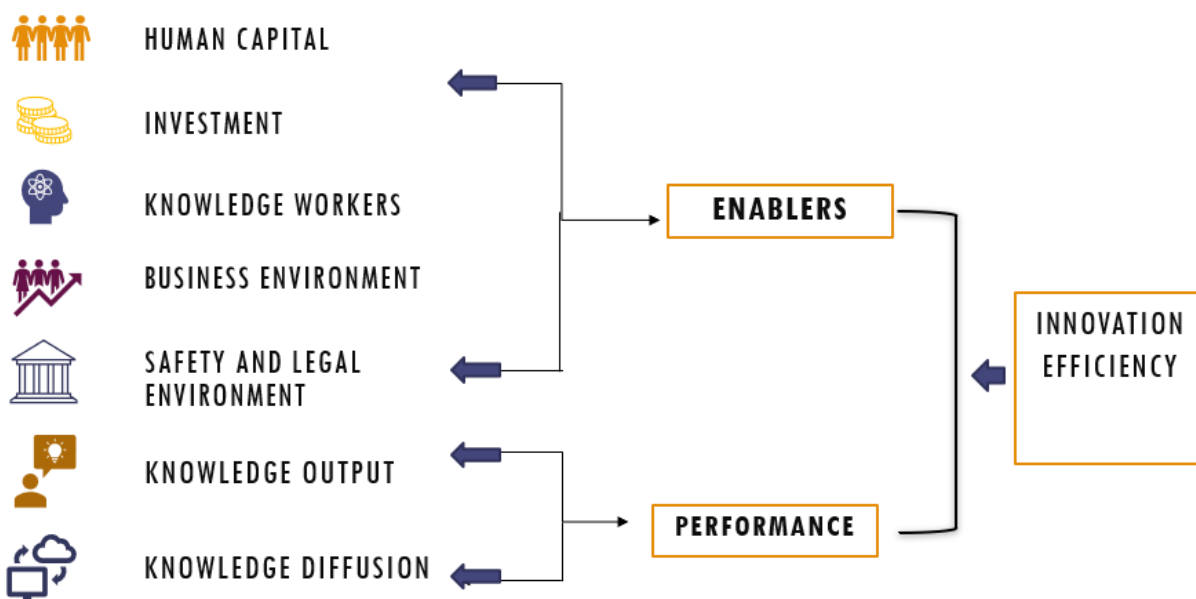 HUMAN CAPITAL
INVESTMENT
KNOWLEDGE WORKERS
BUSINESS ENVIRONMENT
SAFETY AND LEGAL
ENVIRONMENT
KNOWLEDGE OUTPUT
KNOWLEDGE DIFFUSION
ENABLERS
PERFORMANCE
INNOVATION
EFFICIENCY